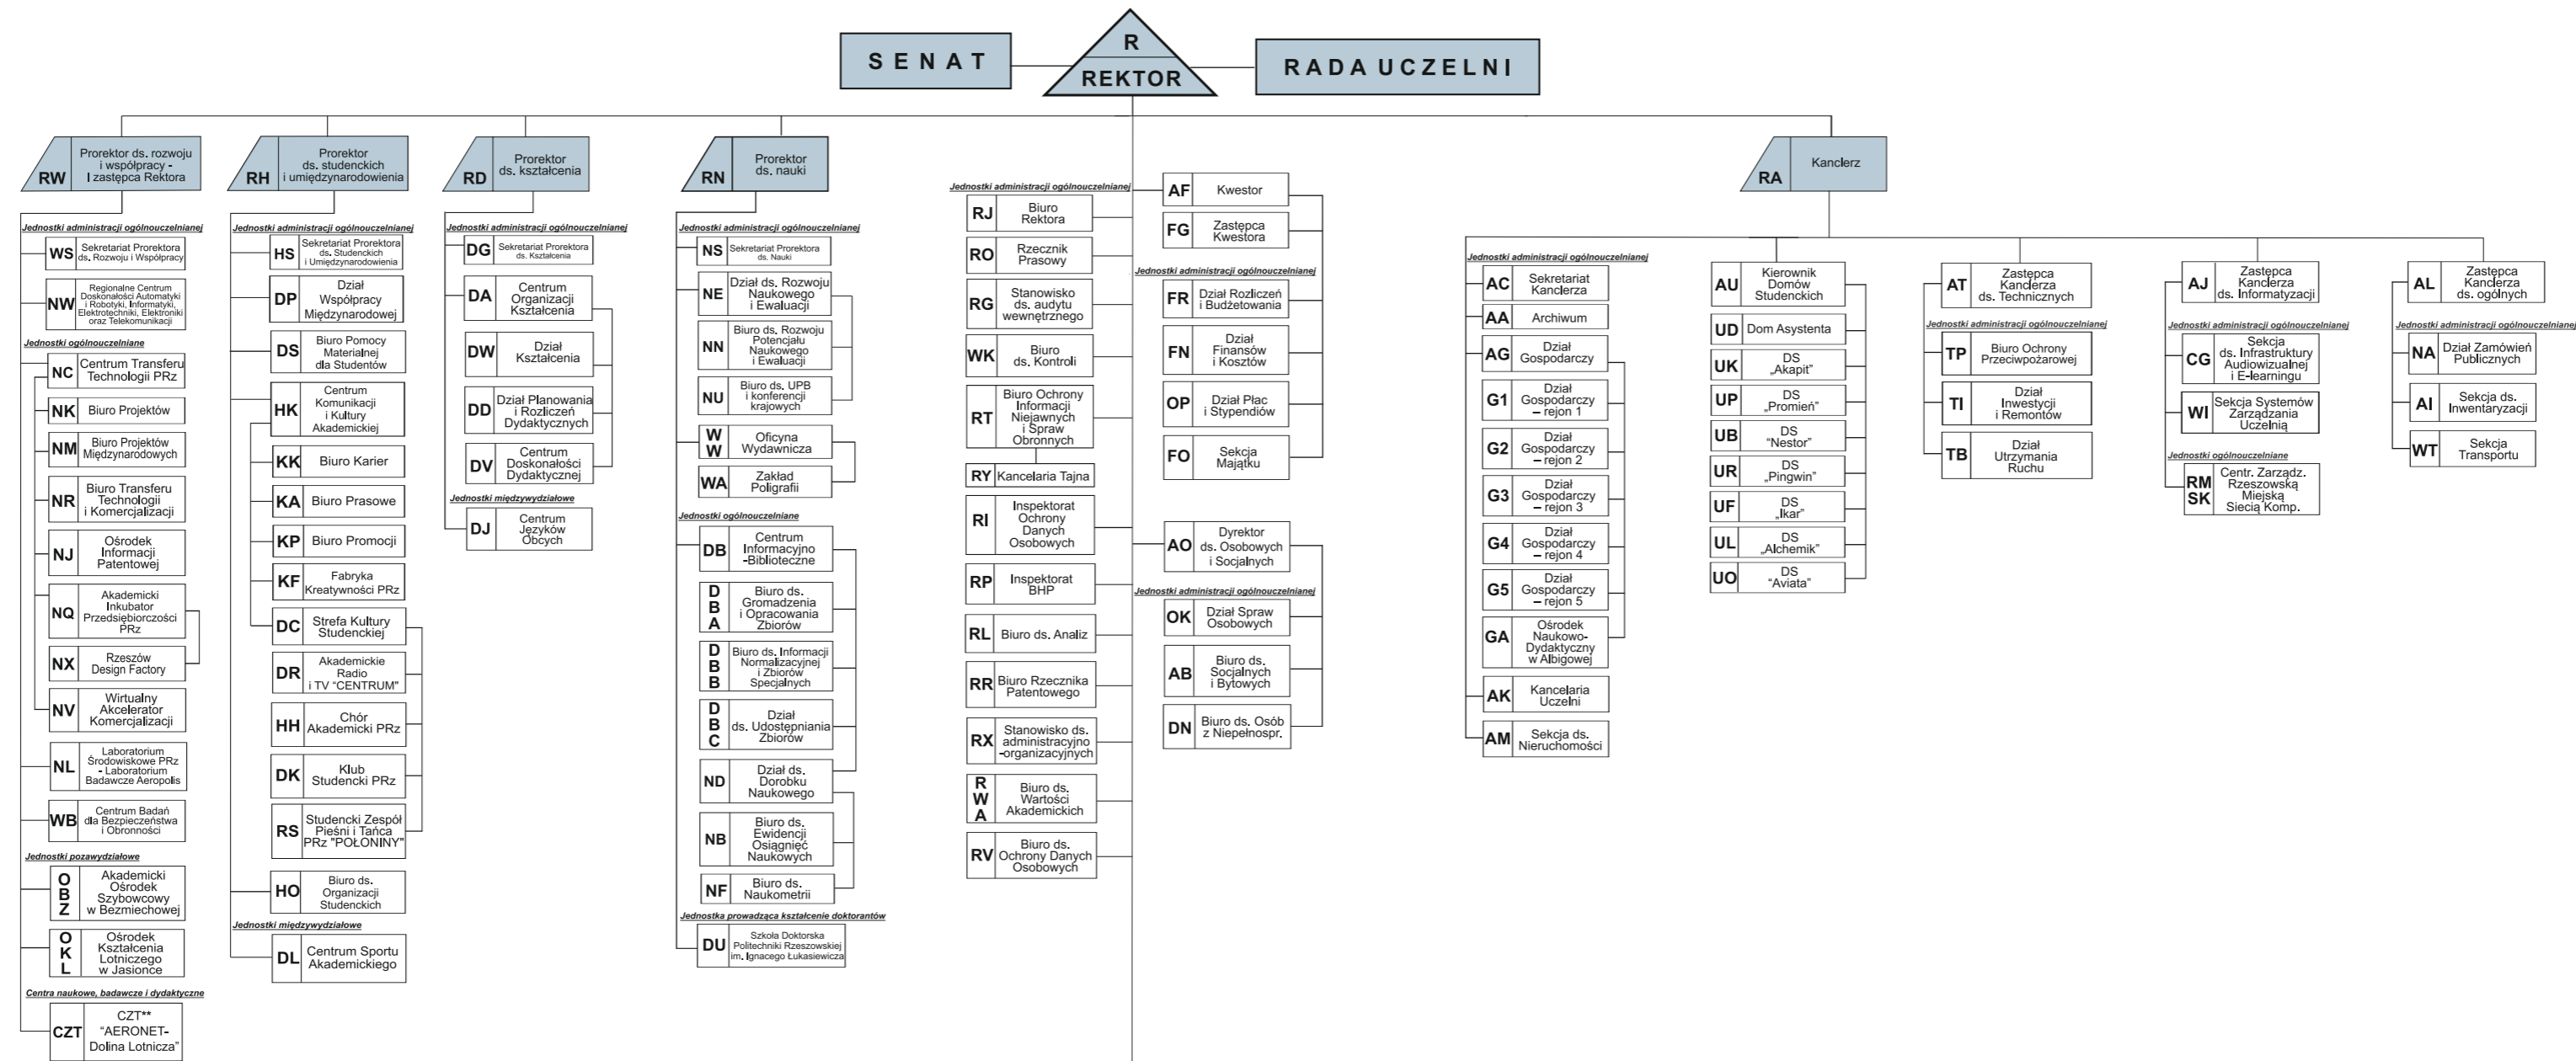 SENAT
R
REKTOR
RADA UCZELNI
RW
Prorektor ds. rozwoju
i współpracy -
I zastępca Rektora
Jednostki administracji ogólnouczelnianej
WS
Sekretariat Prorektora
ds. Rozwoju i Współpracy
NW
Regionalne Centrum
Doskonałości Automatyki
i Robotyki, Informatyki,
Elektrotechniki, Elektroniki
oraz Telekomunikacji
Jednostki ogólnouczelniane
NC
Centrum Transferu
Technologii PRz
NK
Biuro Projektów
NM
Biuro Projektów
Międzynarodowych
NR
Biuro Transferu
Technologii
i Komercjalizacji
NJ
Ośrodek
Informacji
Patentowej
NQ
Akademicki
Inkubator
Przedsiębiorczości
PRz
NX
Rzeszów
Design Factory
NV
Wirtualny
Akcelerator
Komercjalizacji
NL
Laboratorium
Środowiskowe PRz
- Laboratorium
Badawcze Aeropolis
WB
Centrum Badań
dla Bezpieczeństwa
i Obronności
Jednostki pozawydziałowe
O
B
Z
Akademicki
Ośrodek
Szybowcowy
w Bezmiechowej
O
K
L
Ośrodek
Kształcenia
Lotniczego
w Jasionce
Centra naukowe, badawcze i dydaktyczne
CZT
CZT**
"AERONET-
Dolina Lotnicza"
RH
Prorektor
ds. studenckich
i umiędzynarodowienia
Jednostki administracji ogólnouczelnianej
HS
Sekretariat Prorektora
ds. Studenckich
i Umiędzynarodowienia
DP
Dział
Współpracy
Międzynarodowej
DS
Biuro Pomocy
Materialnej
dla Studentów
HK
Centrum
Komunikacji
i Kultury
Akademickiej
KK
Biuro Karier
KA
Biuro Prasowe
KP
Biuro Promocji
KF
Fabryka
Kreatywności PRz
DC
Strefa Kultury
Studenckiej
DR
Akademickie
Radio
i TV "CENTRUM"
HH
Chór
Akademicki PRz
DK
Klub
Studencki PRz
RS
Studencki Zespół
Pieśni i Tańca
PRz "POŁONINY"
HO
Biuro ds.
Organizacji
Studenckich
Jednostki międzywydziałowe
DL
Centrum Sportu
Akademickiego
RD
Prorektor
ds. kształcenia
Jednostki administracji ogólnouczelnianej
DG
Sekretariat Prorektora
ds. Kształcenia
DA
Centrum
Organizacji
Kształcenia
DW
Dział
Kształcenia
DD
Dział Planowania
i Rozliczeń
Dydaktycznych
DV
Centrum
Doskonałości
Dydaktycznej
Jednostki międzywydziałowe
DJ
Centrum
Języków
Obcych
RN
Prorektor
ds. nauki
Jednostki administracji ogólnouczelnianej
NS
Sekretariat Prorektora
ds. Nauki
NE
Dział ds. Rozwoju
Naukowego
i Ewaluacji
NN
Biuro ds. Rozwoju
Potencjału
Naukowego
i Ewaluacji
NU
Biuro ds. UPB
i konferencji
krajowych
W
W
Oficyna
Wydawnicza
WA
Zakład
Poligrafii
Jednostki ogólnouczelniane
DB
Centrum
Informacyjno
-Biblioteczne
D
B
A
Biuro ds.
Gromadzenia
i Opracowania
Zbiorów
D
B
B
Biuro ds. Informacji
Normalizacyjnej
i Zbiorów
Specjalnych
D
B
C
Dział
ds. Udostępniania
Zbiorów
ND
Dział ds.
Dorobku
Naukowego
NB
Biuro ds.
Ewidencji
Osiągnięć
Naukowych
NF
Biuro ds.
Naukometrii
Jednostka prowadząca kształcenie doktorantów
DU
Szkoła Doktorska
Politechniki Rzeszowskiej
im. Ignacego Łukasiewicza
Jednostki administracji ogólnouczelnianej
RJ
Biuro
Rektora
RO
Rzecznik
Prasowy
RG
Stanowisko
ds. audytu
wewnętrznego
WK
Biuro
ds. Kontroli
RT
Biuro Ochrony
Informacji
Niejawnych
i Spraw
Obronnych
RY
Kancelaria Tajna
RI
Inspektorat
Ochrony
Danych
Osobowych
RP
Inspektorat
BHP
RL
Biuro ds. Analiz
RR
Biuro Rzecznika
Patentowego
RX
Stanowisko ds.
administracyjno
-organizacyjnych
R
W
A
Biuro ds.
Wartości
Akademickich
RV
Biuro ds.
Ochrony Danych
Osobowych
AF
Kwestor
FG
Zastępca
Kwestora
Jednostki administracji ogólnouczelnianej
FR
Dział Rozliczeń
i Budżetowania
FN
Dział
Finansów
i Kosztów
OP
Dział Płac
i Stypendiów
FO
Sekcja
Majątku
AO
Dyrektor
ds. Osobowych
i Socjalnych
Jednostki administracji ogólnouczelnianej
OK
Dział Spraw
Osobowych
AB
Biuro ds.
Socjalnych
i Bytowych
DN
Biuro ds. Osób
z Niepełnospr.
RA
Kanclerz
Jednostki administracji ogólnouczelnianej
AC
Sekretariat
Kanclerza
AA
Archiwum
AG
Dział
Gospodarczy
G1
Dział
Gospodarczy
– rejon 1
G2
Dział
Gospodarczy
– rejon 2
G3
Dział
Gospodarczy
– rejon 3
G4
Dział
Gospodarczy
– rejon 4
G5
Dział
Gospodarczy
– rejon 5
GA
Ośrodek
Naukowo-
Dydaktyczny
w Albigowej
AK
Kancelaria
Uczelni
AM
Sekcja ds.
Nieruchomości
AU
Kierownik
Domów
Studenckich
UD
Dom Asystenta
UK
DS
„Akapit"
UP
DS
„Promień"
UB
DS
"Nestor"
UR
DS
„Pingwin"
UF
DS
„Ikar"
UL
DS
„Alchemik"
UO
DS
"Aviata"
AT
Zastępca
Kanclerza
ds. Technicznych
Jednostki administracji ogólnouczelnianej
TP
Biuro Ochrony
Przeciwpożarowej
TI
Dział
Inwestycji
i Remontów
TB
Dział
Utrzymania
Ruchu
AJ
Zastępca
Kanclerza
ds. Informatyzacji
Jednostki administracji ogólnouczelnianej
CG
Sekcja
ds. Infrastruktury
Audiowizualnej
i E-learningu
WI
Sekcja Systemów
Zarządzania
Uczelnią
Jednostki ogólnouczelniane
RM
SK
Centr. Zarządz.
Rzeszowską
Miejską
Siecią Komp.
AL
Zastępca
Kanclerza
ds. ogólnych
Jednostki administracji ogólnouczelnianej
NA
Dział Zamówień
Publicznych
AI
Sekcja ds.
Inwentaryzacji
WT
Sekcja
Transportu